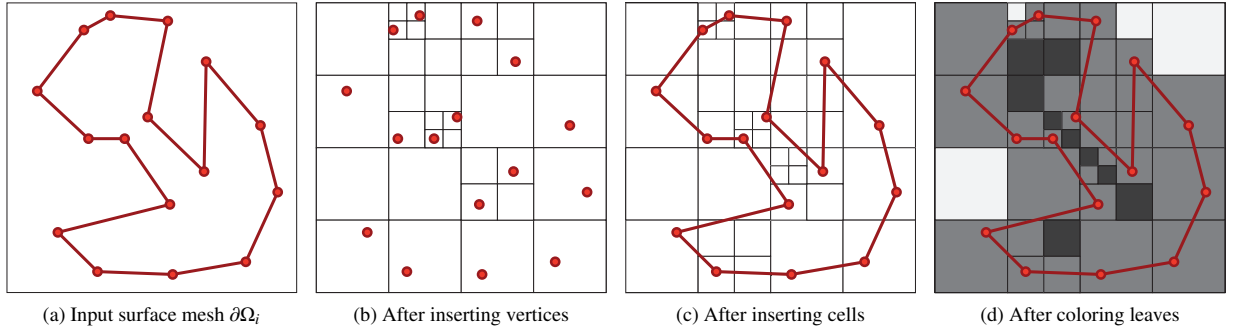 (a) Input surface mesh ∂Ωᵢ
(b) After inserting vertices
(c) After inserting cells
(d) After coloring leaves